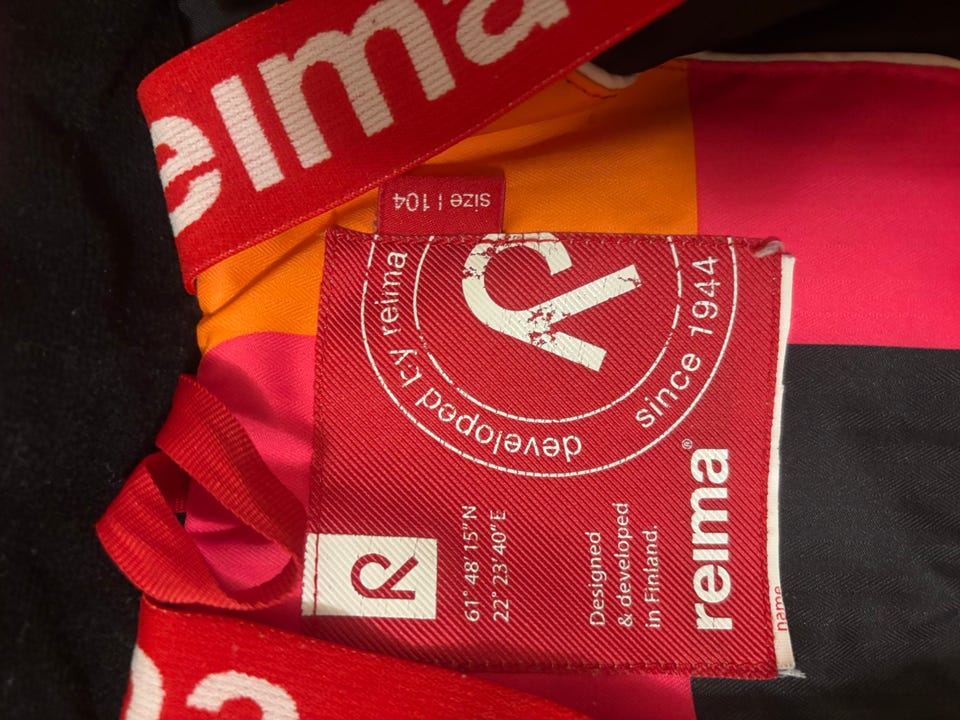 reima
size | 104
developed by reima
since 1944
61° 48'15"N
22° 23'40"E
Designed
& developed
in Finland.
reima®
name